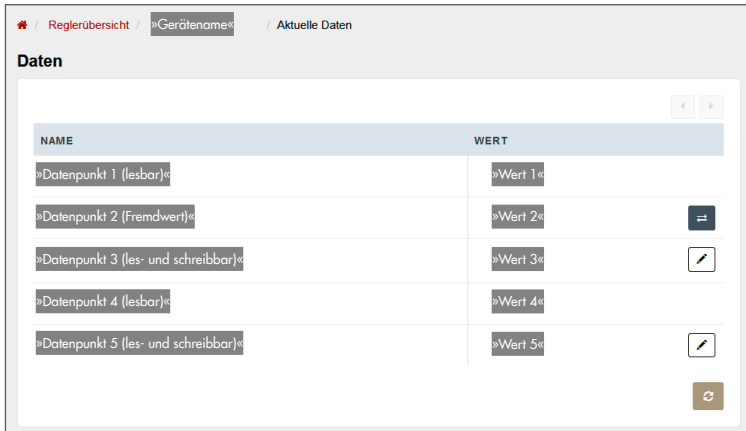 / Reglerübersicht / »Gerätename« / Aktuelle Daten
Daten
NAME WERT
»Datenpunkt 1 (lesbar)« »Wert 1«
»Datenpunkt 2 (Fremdwert)« »Wert 2«
»Datenpunkt 3 (les- und schreibbar)« »Wert 3«
»Datenpunkt 4 (lesbar)« »Wert 4«
»Datenpunkt 5 (les- und schreibbar)« »Wert 5«